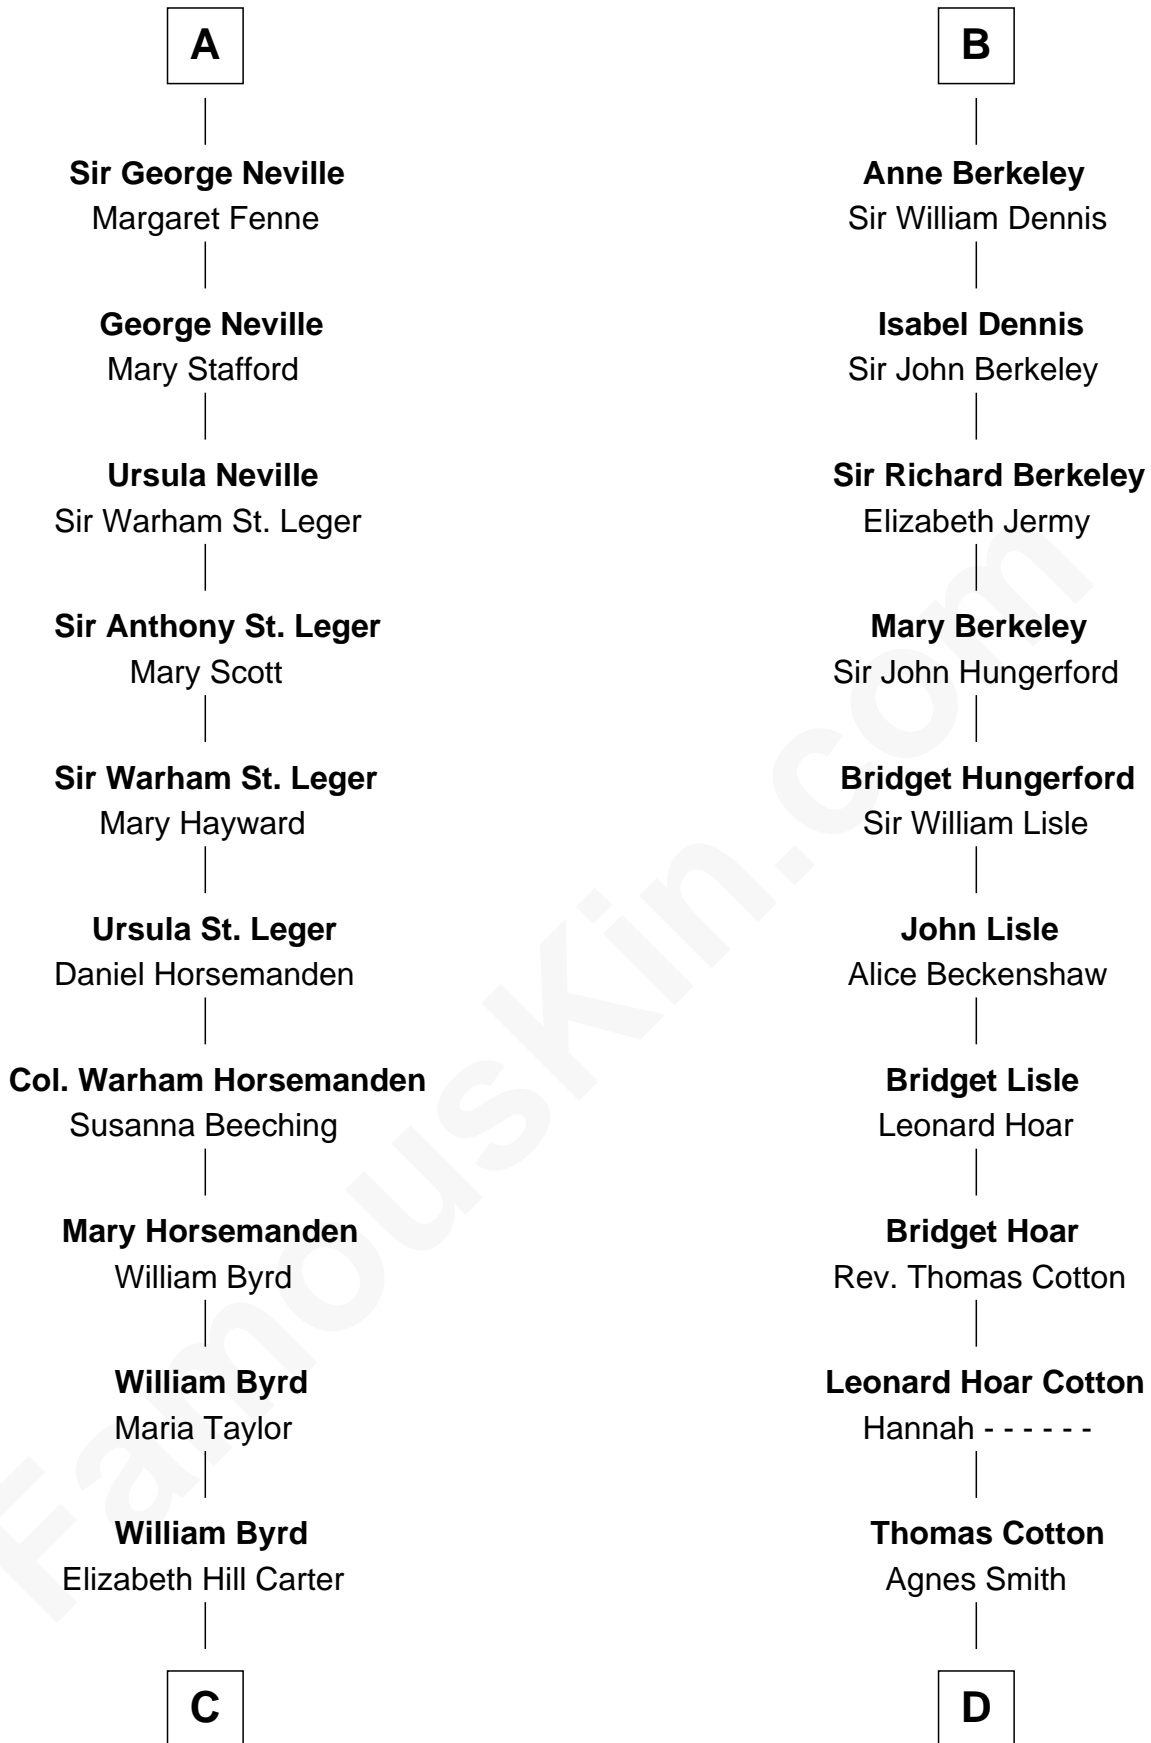 A
Sir George Neville
Margaret Fenne
George Neville
Mary Stafford
Ursula Neville
Sir Warham St. Leger
Sir Anthony St. Leger
Mary Scott
Sir Warham St. Leger
Mary Hayward
Ursula St. Leger
Daniel Horsemanden
Col. Warham Horsemanden
Susanna Beeching
Mary Horsemanden
William Byrd
William Byrd
Maria Taylor
William Byrd
Elizabeth Hill Carter
C
B
Anne Berkeley
Sir William Dennis
Isabel Dennis
Sir John Berkeley
Sir Richard Berkeley
Elizabeth Jermy
Mary Berkeley
Sir John Hungerford
Bridget Hungerford
Sir William Lisle
John Lisle
Alice Beckenshaw
Bridget Lisle
Leonard Hoar
Bridget Hoar
Rev. Thomas Cotton
Leonard Hoar Cotton
Hannah - - - - - -
Thomas Cotton
Agnes Smith
D
FamousKin.com